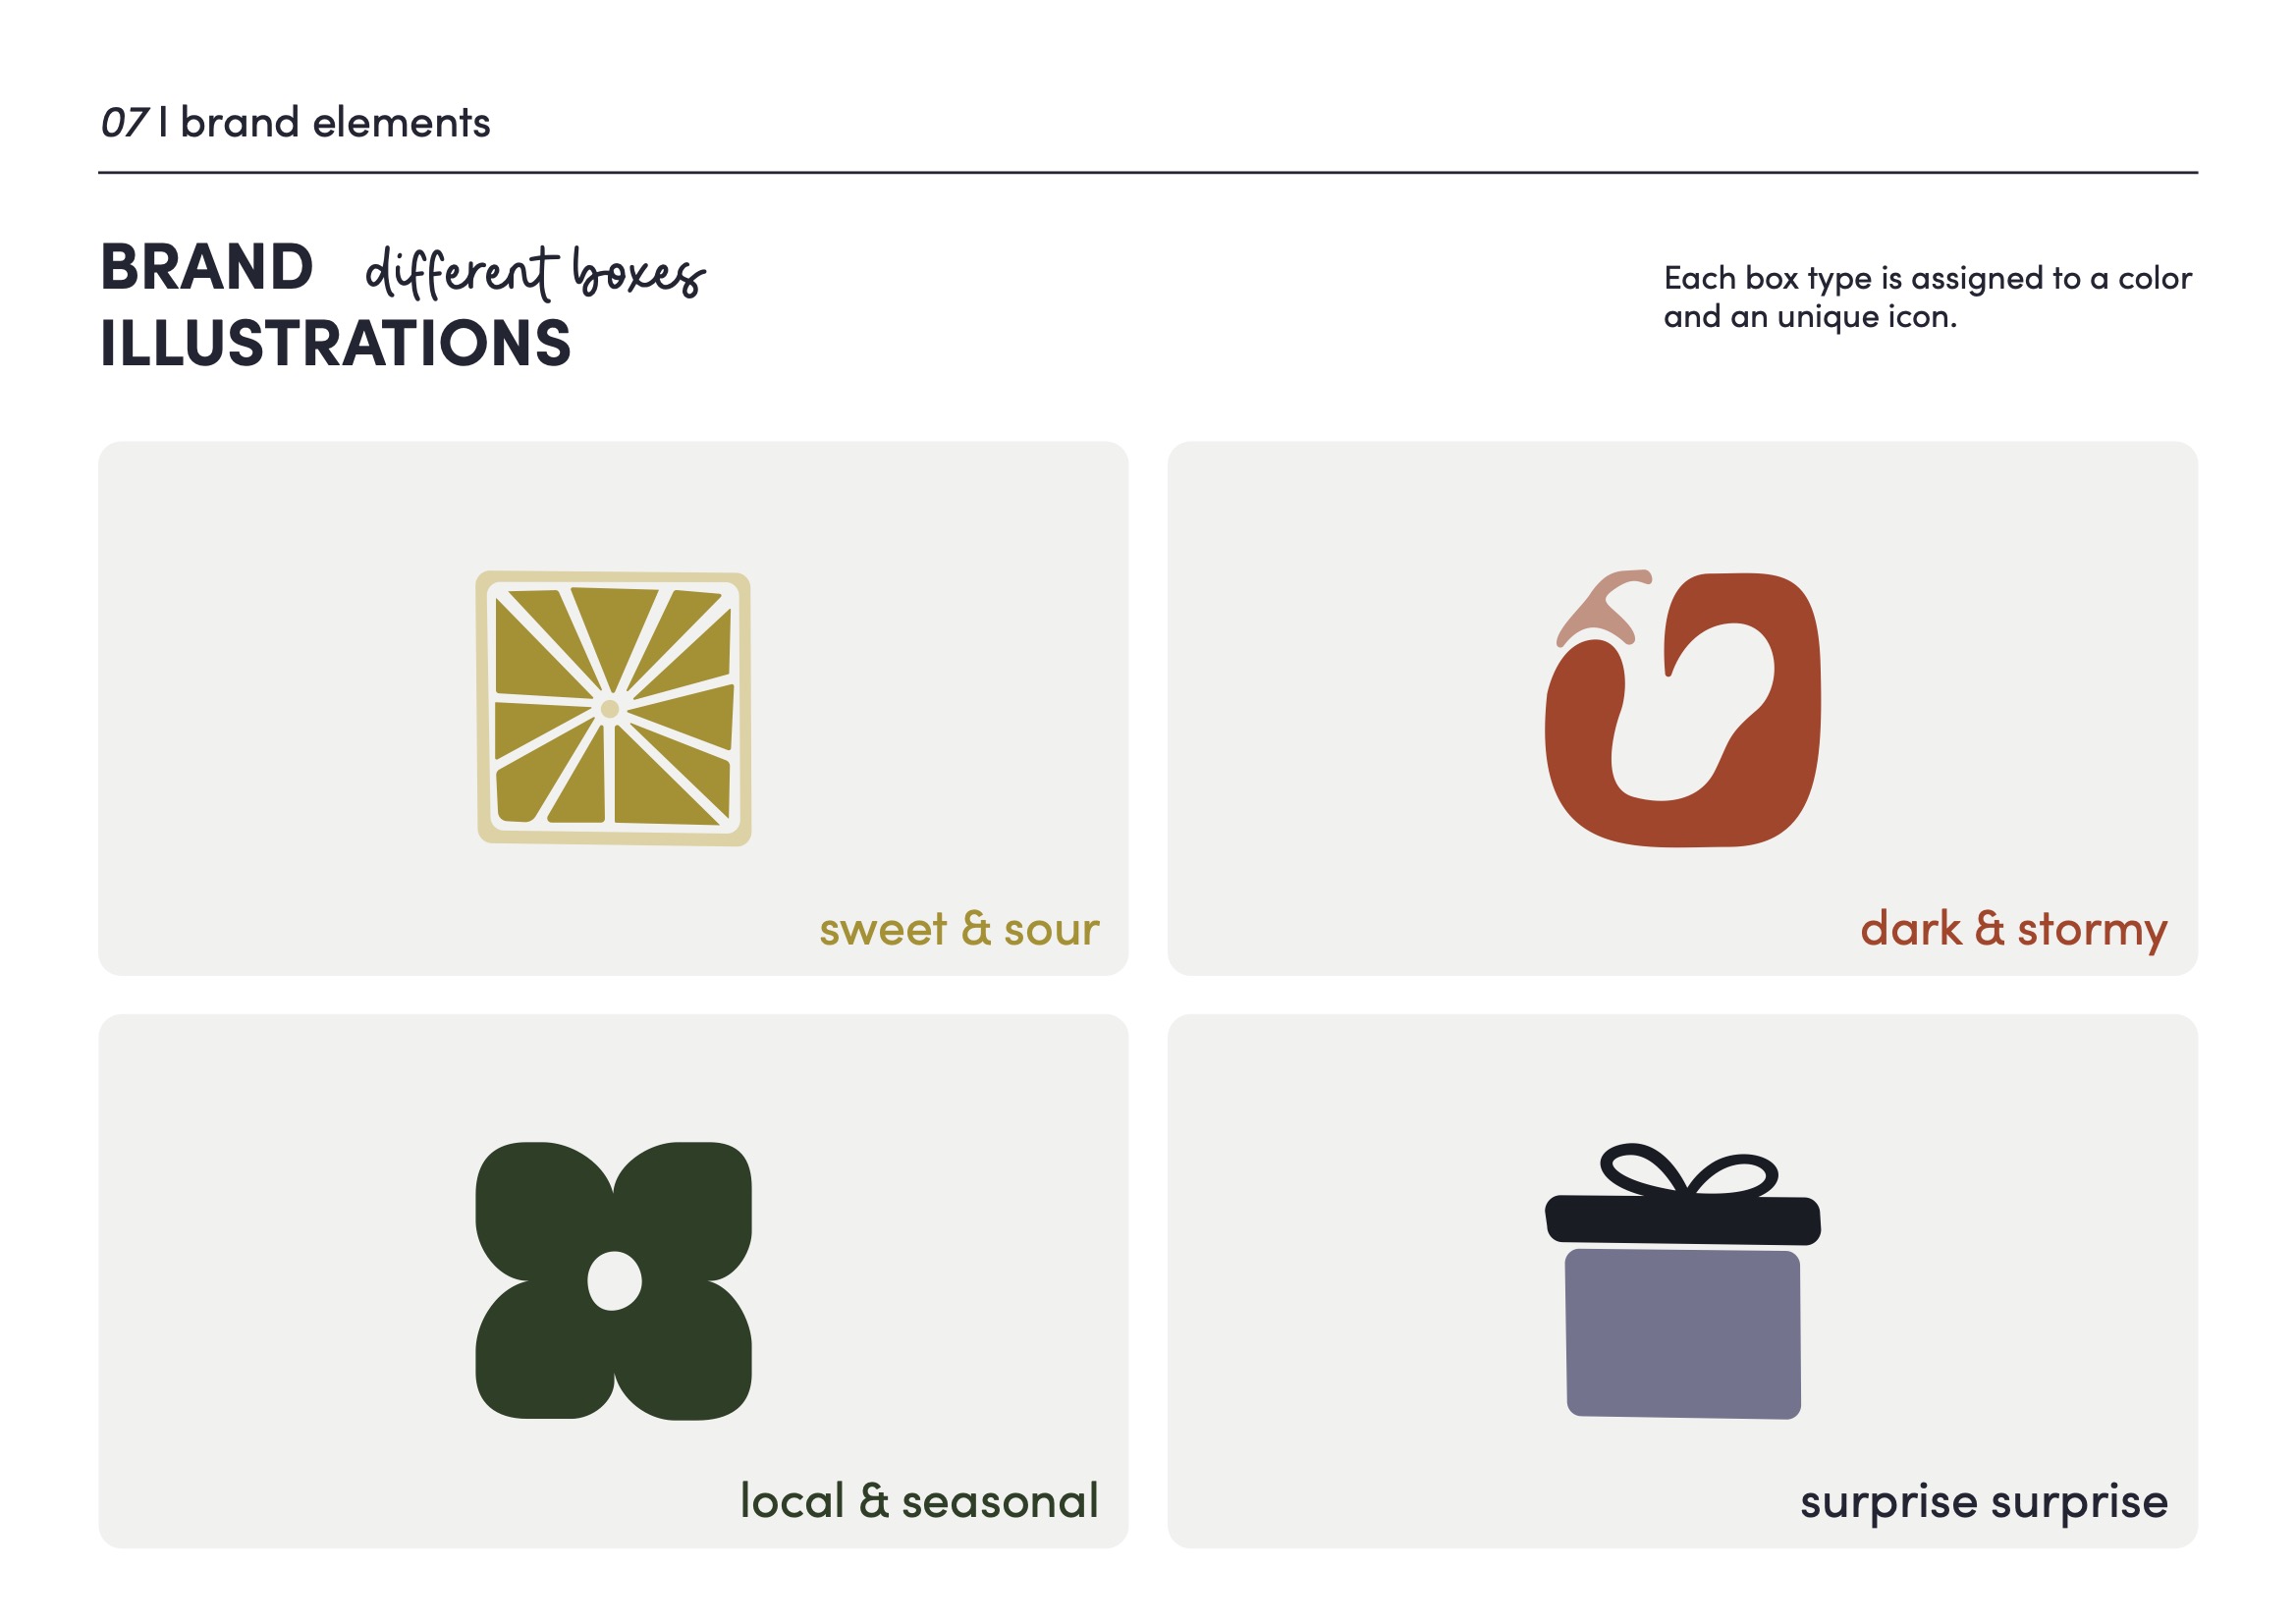 07 | brand elements
BRAND different boxes
ILLUSTRATIONS
Each box type is assigned to a color
and an unique icon.
sweet & sour
dark & stormy
local & seasonal
surprise surprise